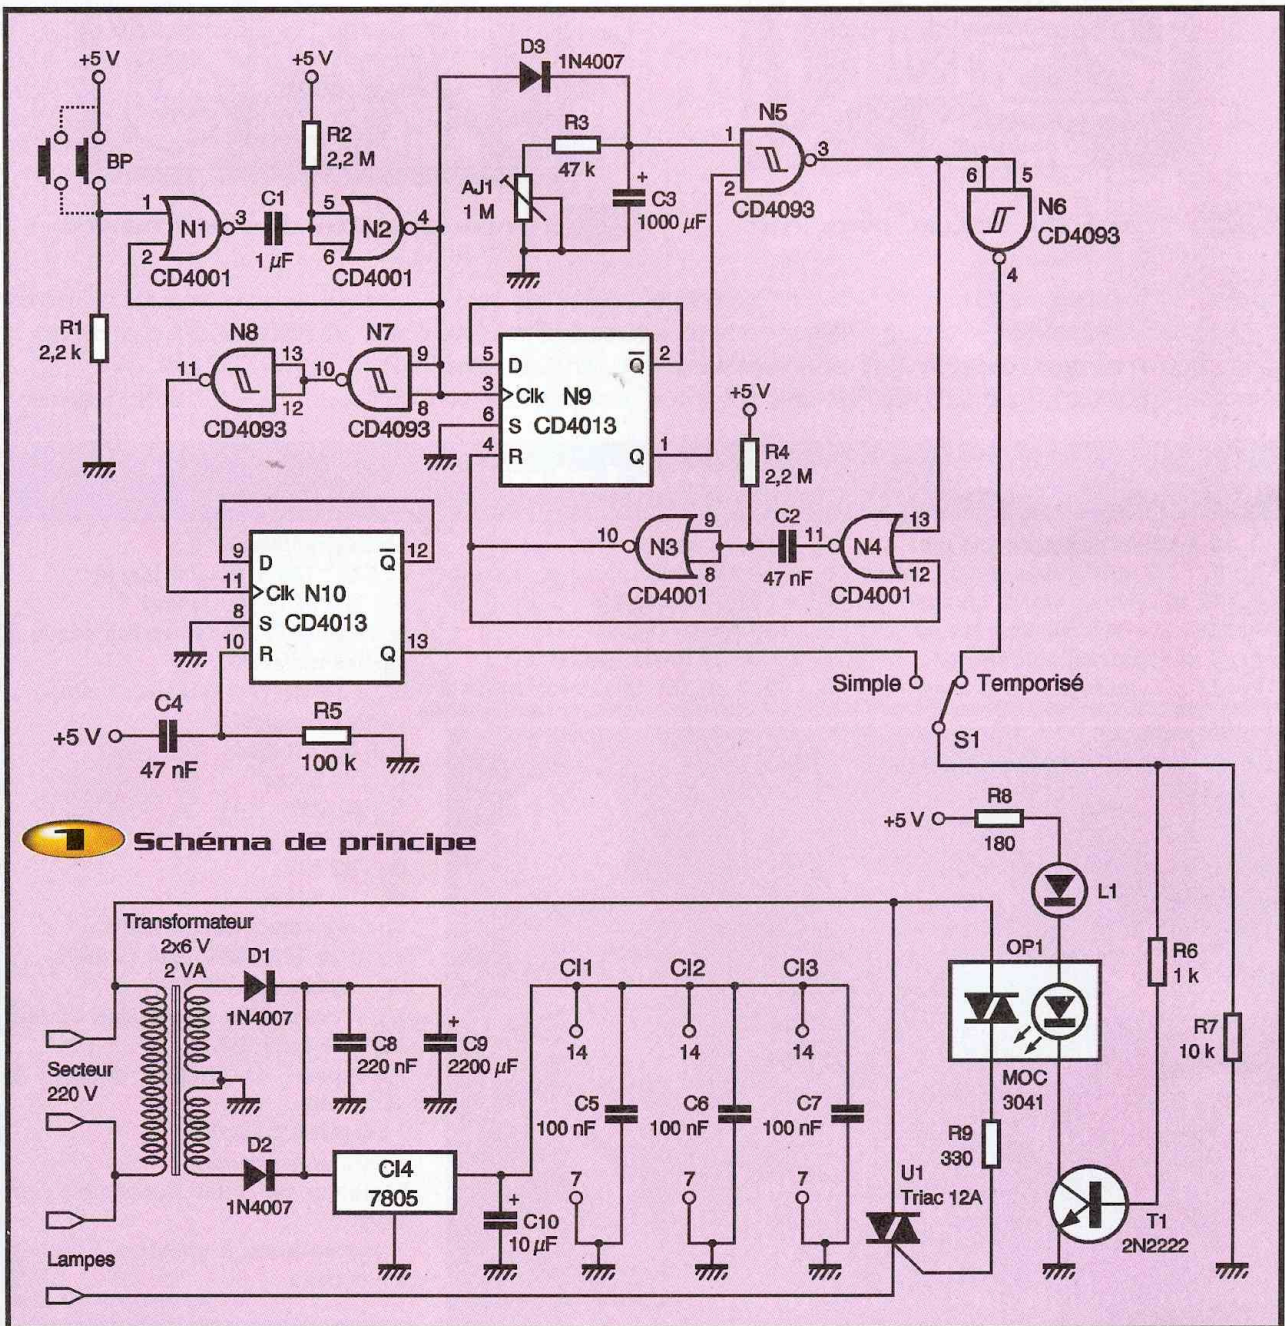 +5 V
BP
1
2
N1
3
CD4001
R1
2,2 k
C1
1 µF
+5 V
R2
2,2 M
5
6
N2
4
CD4001
D3
1N4007
R3
47 k
AJ1
1 M
+
C3
1000 µF
N5
1
2
3
CD4093
6
5
N6
CD4093
4
N8
11
13
12
CD4093
N7
10
9
8
CD4093
5
D
Q
2
3
Clk
N9
6
S
CD4013
4
R
Q
1
+5 V
R4
2,2 M
C2
47 nF
10
N3
9
8
CD4001
11
N4
13
12
CD4001
9
D
Q
12
11
Clk
N10
8
S
CD4013
10
R
Q
13
C4
+5 V
47 nF
R5
100 k
Simple
Temporisé
S1
1
Schéma de principe
+5 V
R8
180
L1
OP1
MOC
3041
R6
1 k
R7
10 k
R9
330
T1
2N2222
U1
Triac 12A
Transformateur
2x6 V
2 VA
Secteur
220 V
Lampes
D1
1N4007
D2
1N4007
C8
220 nF
+
C9
2200 µF
CI4
7805
+
C10
10 µF
CI1
14
C5
100 nF
7
CI2
14
C6
100 nF
7
CI3
14
C7
100 nF
7